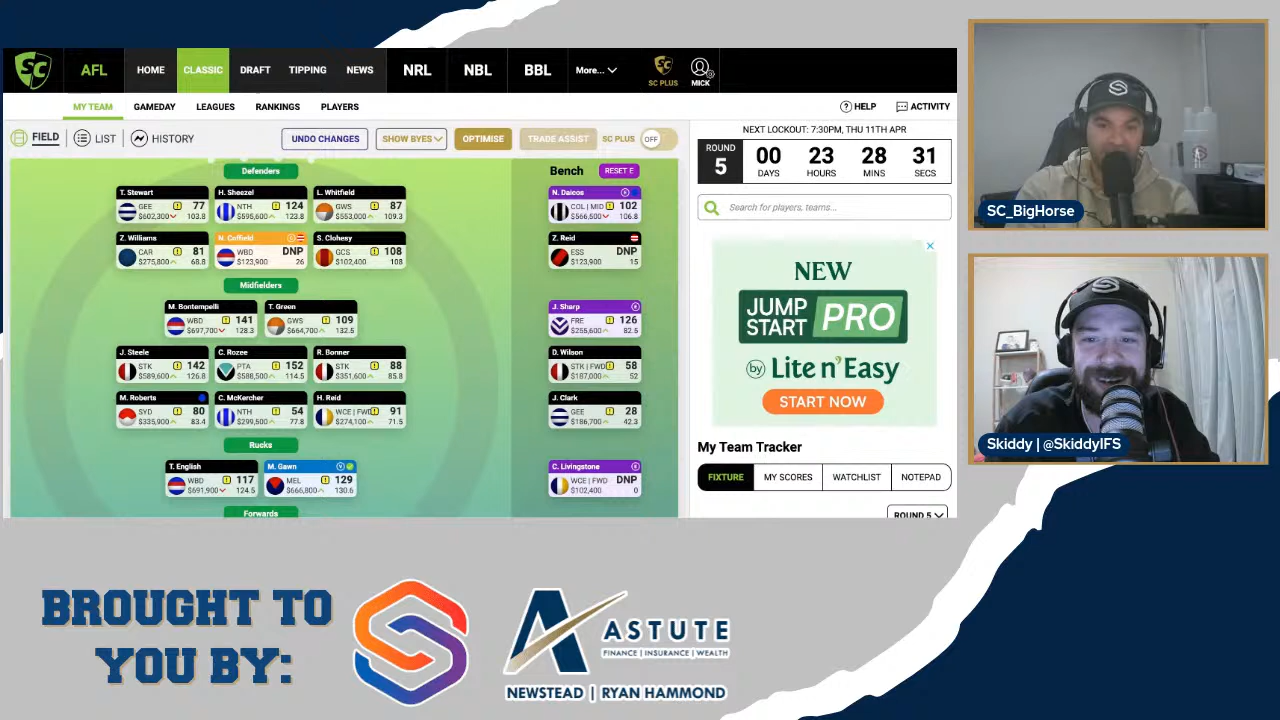 SC AFL HOME CLASSIC DRAFT TIPPING NEWS NRL NBL BBL More... SC PLUS MICK
MY TEAM GAMEDAY LEAGUES RANKINGS PLAYERS ? HELP ACTIVITY
FIELD LIST HISTORY UNDO CHANGES SHOW BYES OPTIMISE TRADE ASSIST SC PLUS OFF
NEXT LOCKOUT: 7:30PM, THU 11TH APR
ROUND 5 00 DAYS 23 HOURS 28 MINS 31 SECS
Search for players, teams...
Defenders
T. Stewart GEE 77 $602,300 103.8
H. Sheezel NTH 124 $595,600 123.8
L. Whitfield GWS 87 $553,000 109.3
Z. Williams CAR 81 $275,800 68.8
N. Coffield WBD DNP $123,900 26
S. Clohesy GCS 108 $102,400 108
Midfielders
M. Bontempelli WBD 141 $697,700 128.3
T. Green GWS 109 $664,700 132.5
J. Steele STK 142 $589,600 126.8
C. Rozee PTA 152 $588,500 114.5
R. Bonner STK 88 $351,600 85.8
M. Roberts SYD 80 $335,900 83.4
C. McKercher NTH 54 $299,500 77.8
H. Reid WCE | FWD 91 $274,100 71.5
Rucks
T. English WBD 117 $691,900 124.5
M. Gawn V MEL 129 $666,800 130.6
Forwards
Bench RESET E
N. Daicos E COL | MID 102 $566,500 106.8
Z. Reid ESS DNP $123,900 15
J. Sharp E FRE 126 $255,600 82.5
D. Wilson STK | FWD 58 $187,000 52
J. Clark GEE 28 $186,700 42.3
C. Livingstone E WCE | FWD DNP $102,400 0
NEW
JUMP START PRO
by Lite n' Easy
START NOW
My Team Tracker
FIXTURE MY SCORES WATCHLIST NOTEPAD
ROUND 5
SC_BigHorse
Skiddy | @SkiddyIFS
BROUGHT TO
YOU BY:
ASTUTE
FINANCE | INSURANCE | WEALTH
NEWSTEAD | RYAN HAMMOND